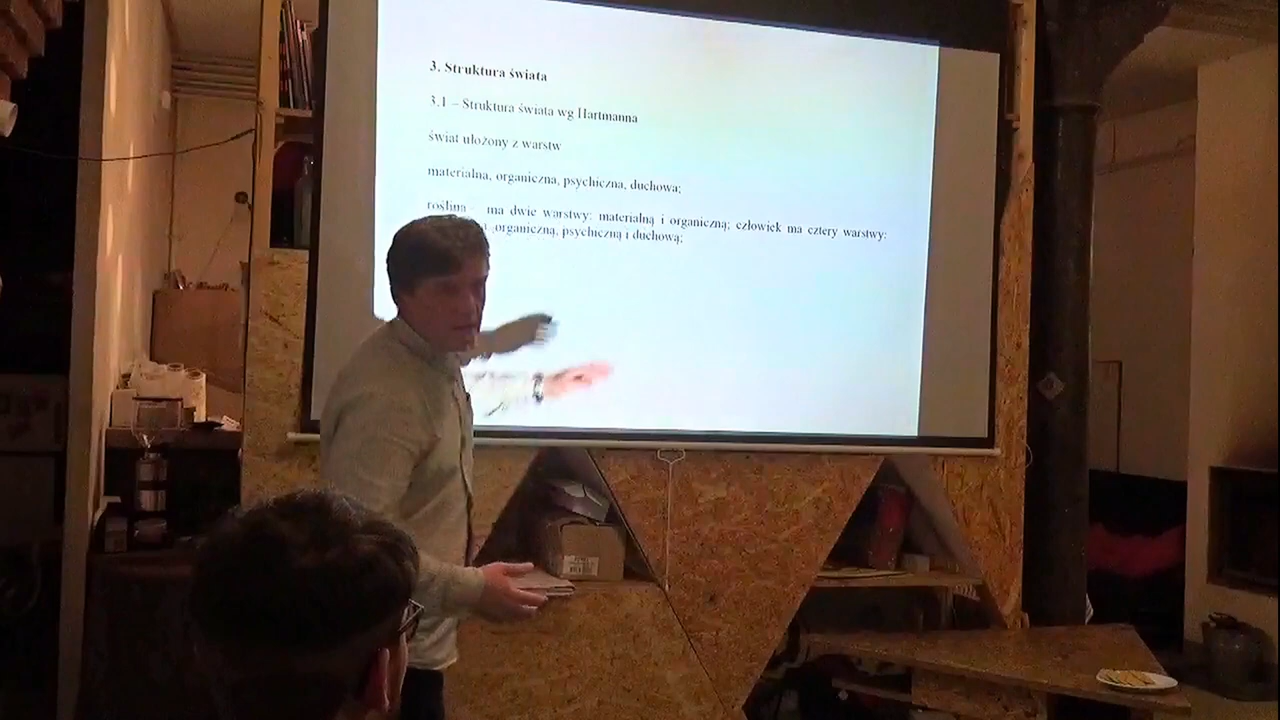 3. Struktura świata
3.1 – Struktura świata wg Hartmanna
świat ułożony z warstw
materialna, organiczna, psychiczna, duchowa;
roślina – ma dwie warstwy: materialną i organiczną; człowiek ma cztery warstwy:
organiczną, psychiczną i duchową;